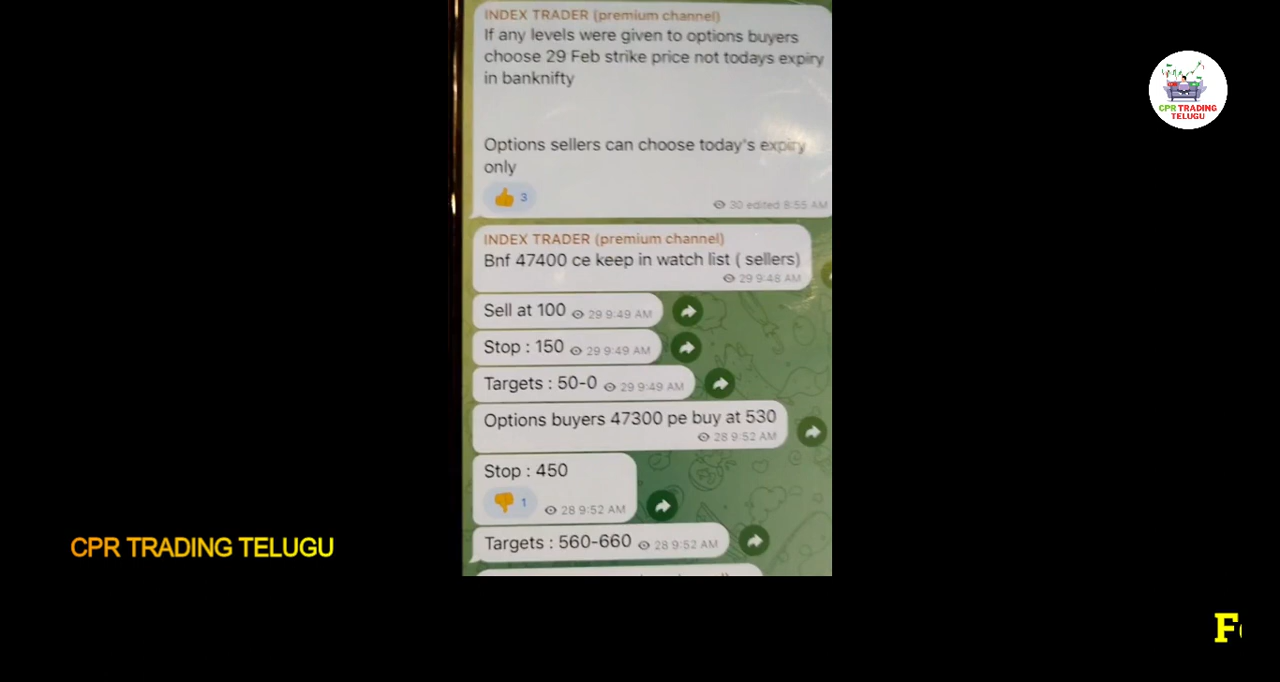 INDEX TRADER (premium channel)
If any levels were given to options buyers
choose 29 Feb strike price not todays expiry
in banknifty
Options sellers can choose today's expiry
only
3
30 edited 8:55 AM
INDEX TRADER (premium channel)
Bnf 47400 ce keep in watch list ( sellers)
29 9:48 AM
Sell at 100 29 9:49 AM
Stop : 150 29 9:49 AM
Targets : 50-0 29 9:49 AM
Options buyers 47300 pe buy at 530
28 9:52 AM
Stop : 450
1 28 9:52 AM
Targets : 560-660 28 9:52 AM
CPR TRADING
TELUGU
CPR TRADING TELUGU